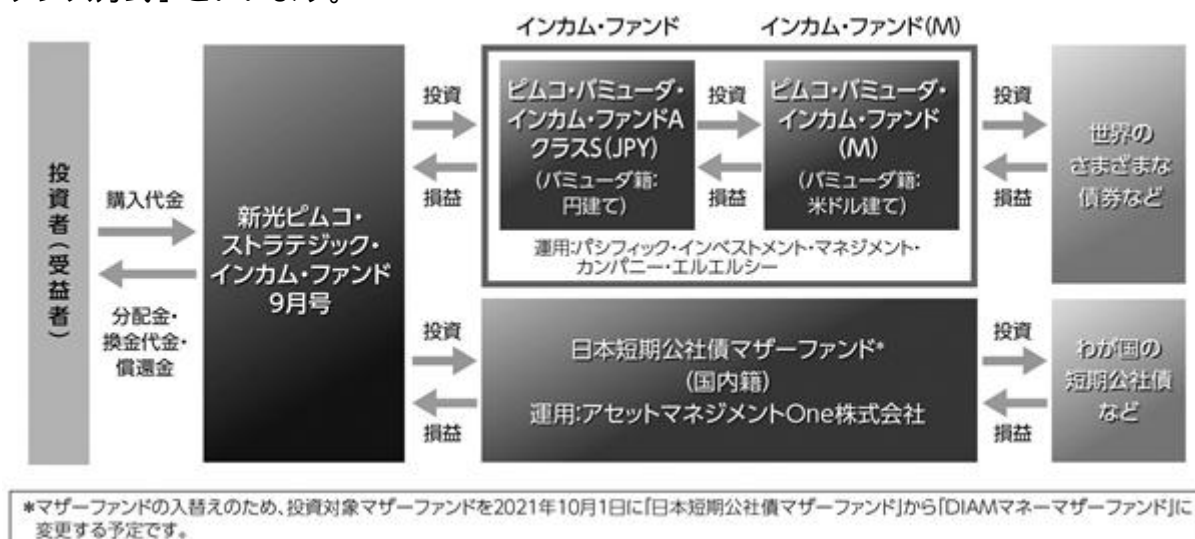 インカム・ファンド
インカム・ファンド(M)
投資者(受益者)
購入代金
分配金・
換金代金・
償還金
新光ピムコ・
ストラテジック・
インカム・ファンド
9月号
投資
損益
ピムコ・バミューダ・
インカム・ファンドA
クラスS(JPY)
(バミューダ籍:
円建て)
投資
損益
ピムコ・バミューダ・
インカム・ファンド
(M)
(バミューダ籍:
米ドル建て)
運用:パシフィック・インベストメント・マネジメント・
カンパニー・エルエルシー
投資
損益
世界の
さまざまな
債券など
投資
損益
日本短期公社債マザーファンド*
(国内籍)
運用:アセットマネジメントOne株式会社
投資
損益
わが国の
短期公社債
など
*マザーファンドの入替えのため、投資対象マザーファンドを2021年10月1日に「日本短期公社債マザーファンド」から「DIAMマネーマザーファンド」に
変更する予定です。